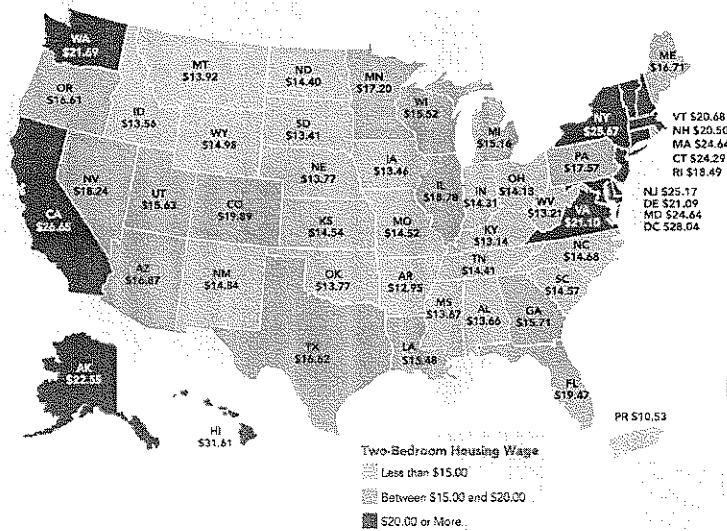 WA
$21.69
OR
$16.61
CA
$26.65
AK
$22.55
HI
$31.61
ID
$13.56
NV
$18.24
AZ
$16.87
MT
$13.92
WY
$14.98
UT
$15.63
CO
$19.89
NM
$14.84
ND
$14.40
SD
$13.41
NE
$13.77
KS
$14.54
OK
$13.77
TX
$16.62
MN
$17.20
IA
$13.46
MO
$14.52
AR
$12.95
LA
$15.48
WI
$15.52
IL
$18.78
MS
$13.67
MI
$15.16
IN
$14.31
KY
$13.14
TN
$14.41
AL
$13.66
OH
$14.13
WV
$13.21
GA
$15.71
FL
$19.47
SC
$14.57
NC
$14.68
VA
$21.10
PA
$17.57
NY
$25.67
ME
$16.71
VT $20.68
NH $20.50
MA $24.64
CT $24.29
RI $18.49
NJ $25.17
DE $21.09
MD $24.64
DC $28.04
PR $10.53
Two-Bedroom Housing Wage
Less than $15.00
Between $15.00 and $20.00
$20.00 or More